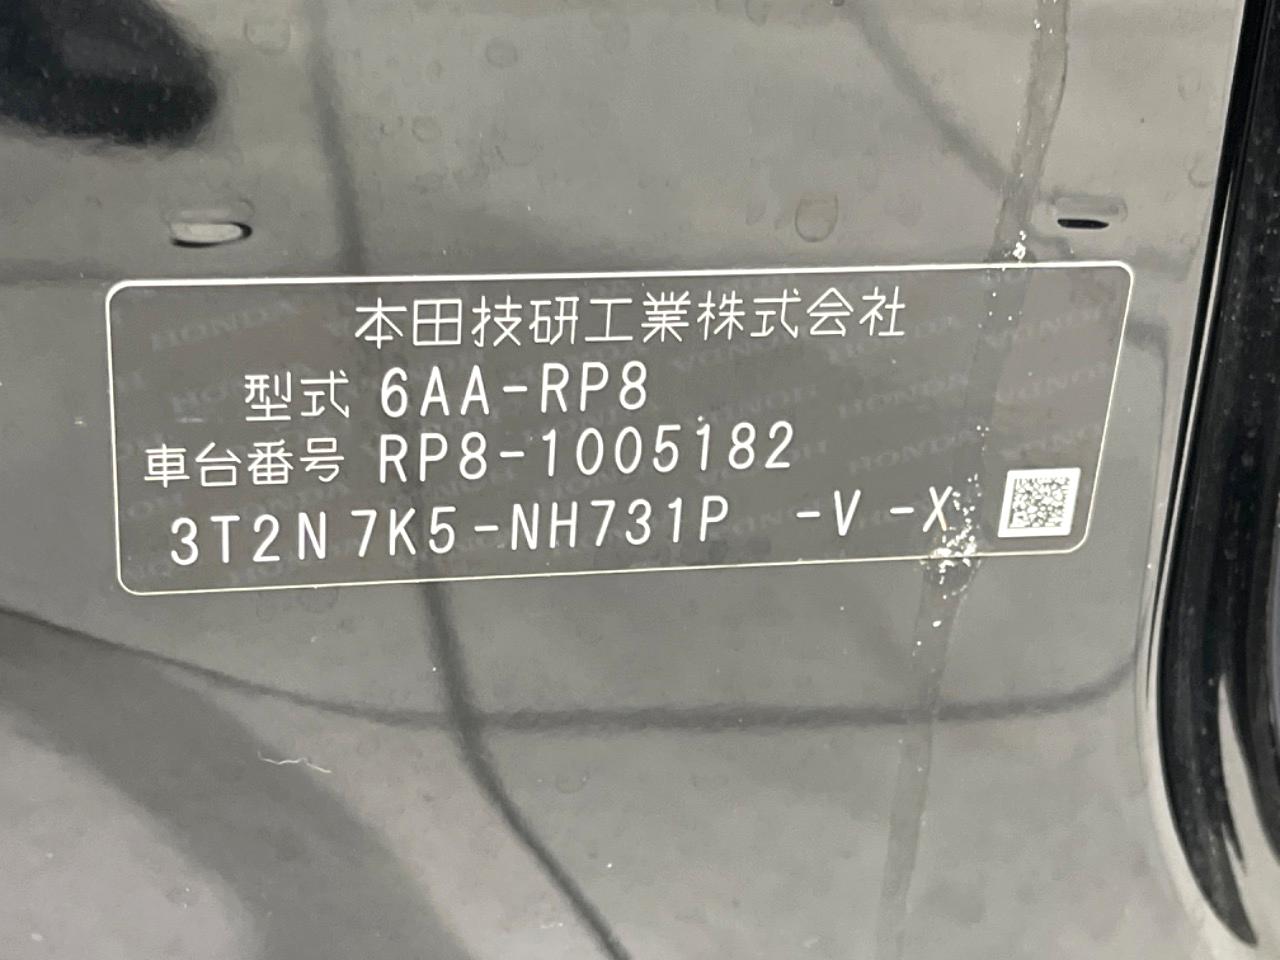 本田技研工業株式会社
型式 6AA-RP8
車台番号 RP8-1005182
3T2N 7K5-NH731P -V -X